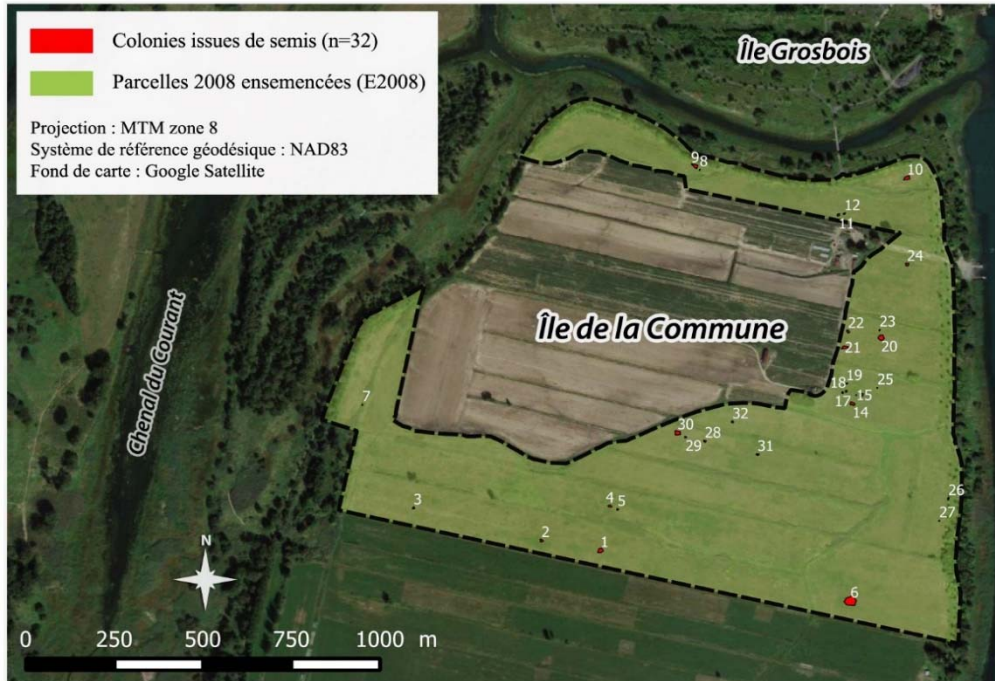 Colonies issues de semis (n=32)
Parcelles 2008 ensemencées (E2008)
Projection : MTM zone 8
Système de référence géodésique : NAD83
Fond de carte : Google Satellite
Île Grosbois
9 8
10
12
11
24
Île de la Commune
22 23
21 20
Chenal du Courant
19
18 25
17 15
14
7
32
30
29 28
31
3
4 5
26
27
2
1
6
N
0 250 500 750 1000 m